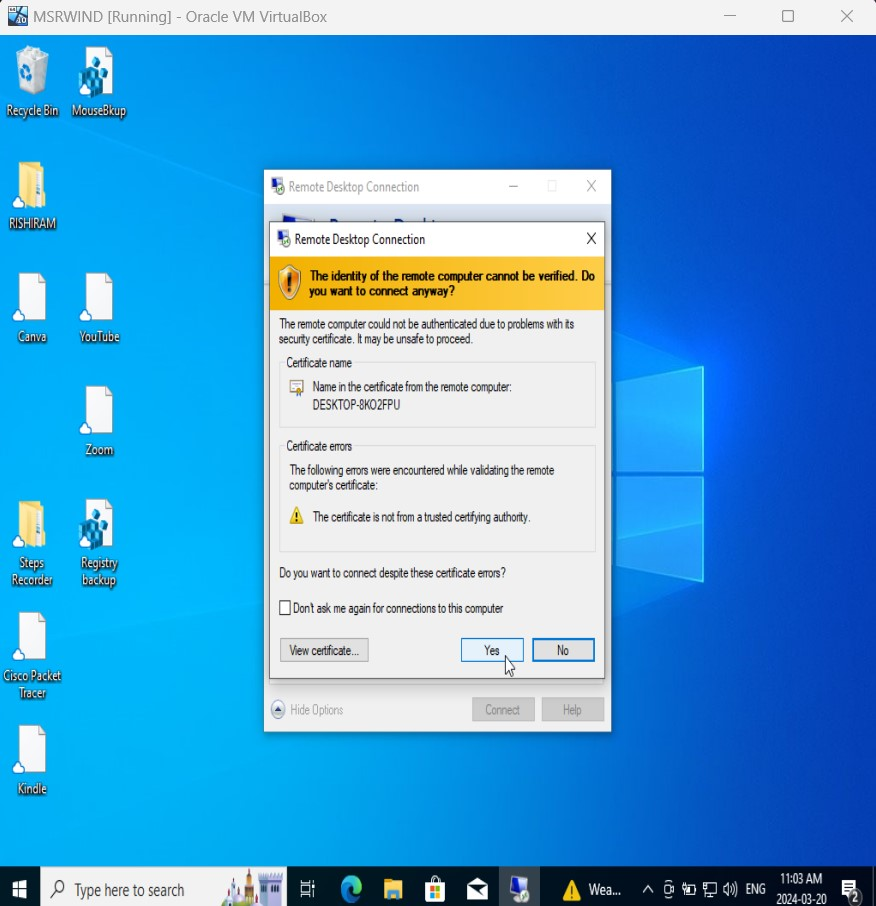 MSRWIND [Running] - Oracle VM VirtualBox
Recycle Bin
MouseBkup
RISHIRAM
Canva
YouTube
Zoom
Steps
Recorder
Registry
backup
Cisco Packet
Tracer
Kindle
Remote Desktop Connection
Remote Desktop Connection
The identity of the remote computer cannot be verified. Do
you want to connect anyway?
The remote computer could not be authenticated due to problems with its
security certificate. It may be unsafe to proceed.
Certificate name
Name in the certificate from the remote computer:
DESKTOP-8KO2FPU
Certificate errors
The following errors were encountered while validating the remote
computer's certificate:
The certificate is not from a trusted certifying authority.
Do you want to connect despite these certificate errors?
Don't ask me again for connections to this computer
View certificate...
Yes
No
Hide Options
Connect
Help
Type here to search
Wea...
ENG
11:03 AM
2024-03-20
2